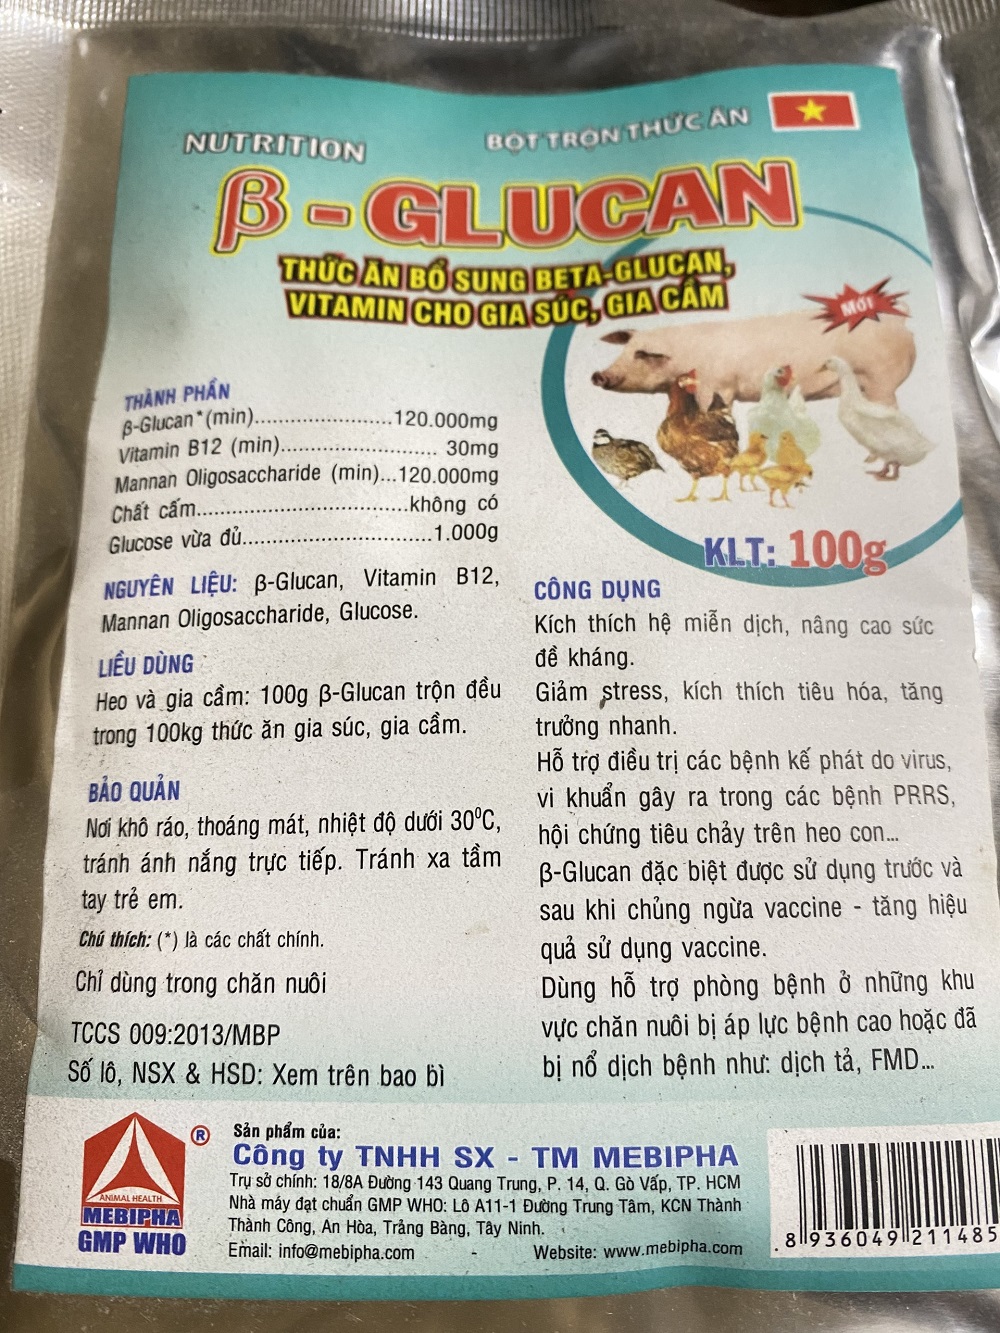 NUTRITION
BỘT TRỘN THỨC ĂN
β - GLUCAN
THỨC ĂN BỔ SUNG BETA-GLUCAN,
VITAMIN CHO GIA SÚC, GIA CẦM
MỚI
THÀNH PHẦN
β-Glucan*(min)......................120.000mg
Vitamin B12 (min)......................... 30mg
Mannan Oligosaccharide (min)...120.000mg
Chất cấm..................................không có
Glucose vừa đủ..............................1.000g
KLT: 100g
NGUYÊN LIỆU: β-Glucan, Vitamin B12,
Mannan Oligosaccharide, Glucose.
LIỀU DÙNG
Heo và gia cầm: 100g β-Glucan trộn đều
trong 100kg thức ăn gia súc, gia cầm.
BẢO QUẢN
Nơi khô ráo, thoáng mát, nhiệt độ dưới 30⁰C,
tránh ánh nắng trực tiếp. Tránh xa tầm
tay trẻ em.
Chú thích: (*) là các chất chính.
Chỉ dùng trong chăn nuôi
TCCS 009:2013/MBP
Số lô, NSX & HSD: Xem trên bao bì
CÔNG DỤNG
Kích thích hệ miễn dịch, nâng cao sức
đề kháng.
Giảm stress, kích thích tiêu hóa, tăng
trưởng nhanh.
Hỗ trợ điều trị các bệnh kế phát do virus,
vi khuẩn gây ra trong các bệnh PRRS,
hội chứng tiêu chảy trên heo con...
β-Glucan đặc biệt được sử dụng trước và
sau khi chủng ngừa vaccine - tăng hiệu
quả sử dụng vaccine.
Dùng hỗ trợ phòng bệnh ở những khu
vực chăn nuôi bị áp lực bệnh cao hoặc đã
bị nổ dịch bệnh như: dịch tả, FMD...
®
ANIMAL HEALTH
MEBIPHA
GMP WHO
Sản phẩm của:
Công ty TNHH SX - TM MEBIPHA
Trụ sở chính: 18/8A Đường 143 Quang Trung, P. 14, Q. Gò Vấp, TP. HCM
Nhà máy đạt chuẩn GMP WHO: Lô A11-1 Đường Trung Tâm, KCN Thành
Thành Công, An Hòa, Trảng Bàng, Tây Ninh.
Email: info@mebipha.com - Website: www.mebipha.com
8 936049 211485